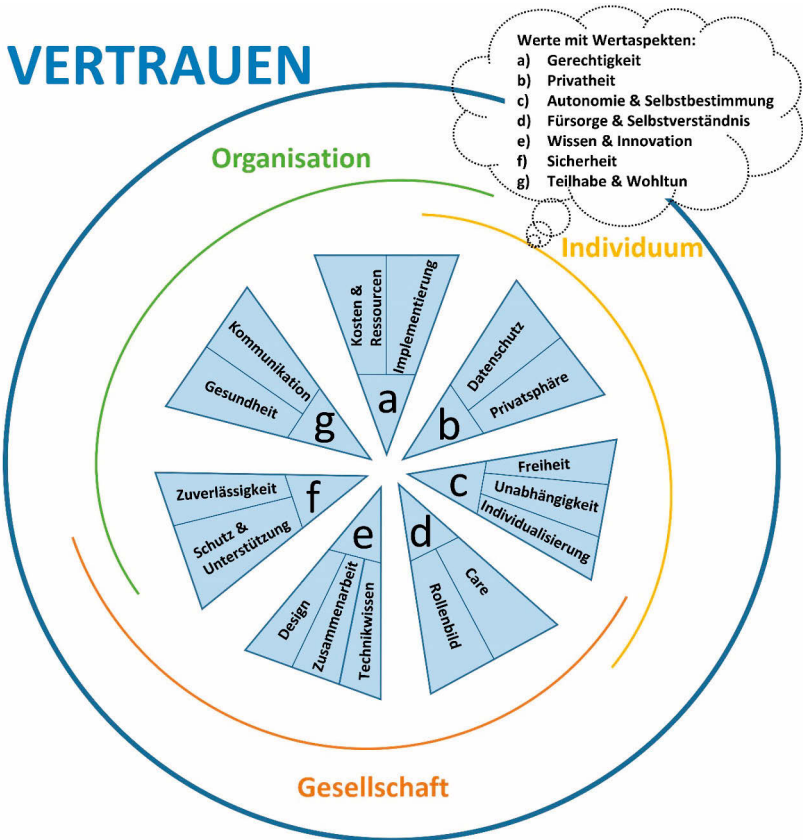 VERTRAUEN
Werte mit Wertaspekten:
a) Gerechtigkeit
b) Privatheit
c) Autonomie & Selbstbestimmung
d) Fürsorge & Selbstverständnis
e) Wissen & Innovation
f) Sicherheit
g) Teilhabe & Wohltun
Organisation
Individuum
Kosten &
Ressourcen
Implementierung
a
Datenschutz
Privatsphäre
b
Freiheit
Unabhängigkeit
Individualisierung
c
Care
Rollenbild
d
Technikwissen
Zusammenarbeit
Design
e
Schutz &
Unterstützung
Zuverlässigkeit
f
Gesundheit
Kommunikation
g
Gesellschaft